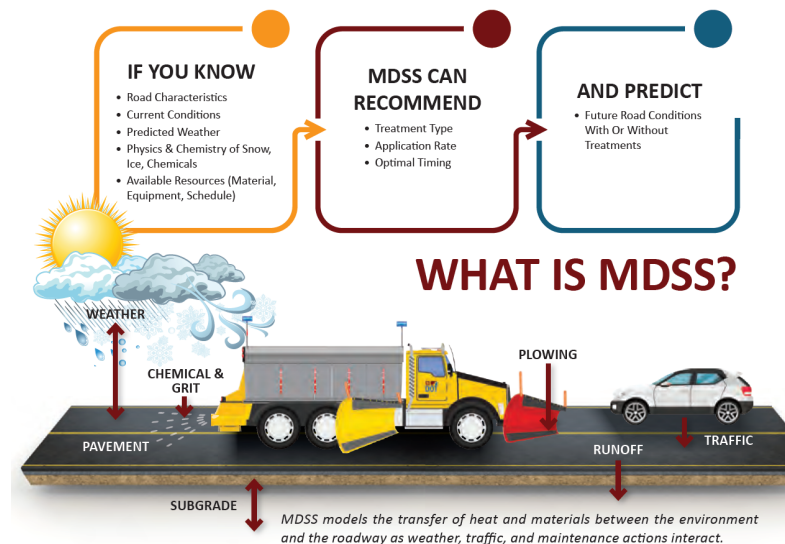 IF YOU KNOW
• Road Characteristics
• Current Conditions
• Predicted Weather
• Physics & Chemistry of Snow,
Ice, Chemicals
• Available Resources (Material,
Equipment, Schedule)
MDSS CAN
RECOMMEND
• Treatment Type
• Application Rate
• Optimal Timing
AND PREDICT
• Future Road Conditions
With Or Without
Treatments
WHAT IS MDSS?
WEATHER
CHEMICAL &
GRIT
PLOWING
PAVEMENT
RUNOFF
TRAFFIC
SUBGRADE
MDSS models the transfer of heat and materials between the environment
and the roadway as weather, traffic, and maintenance actions interact.